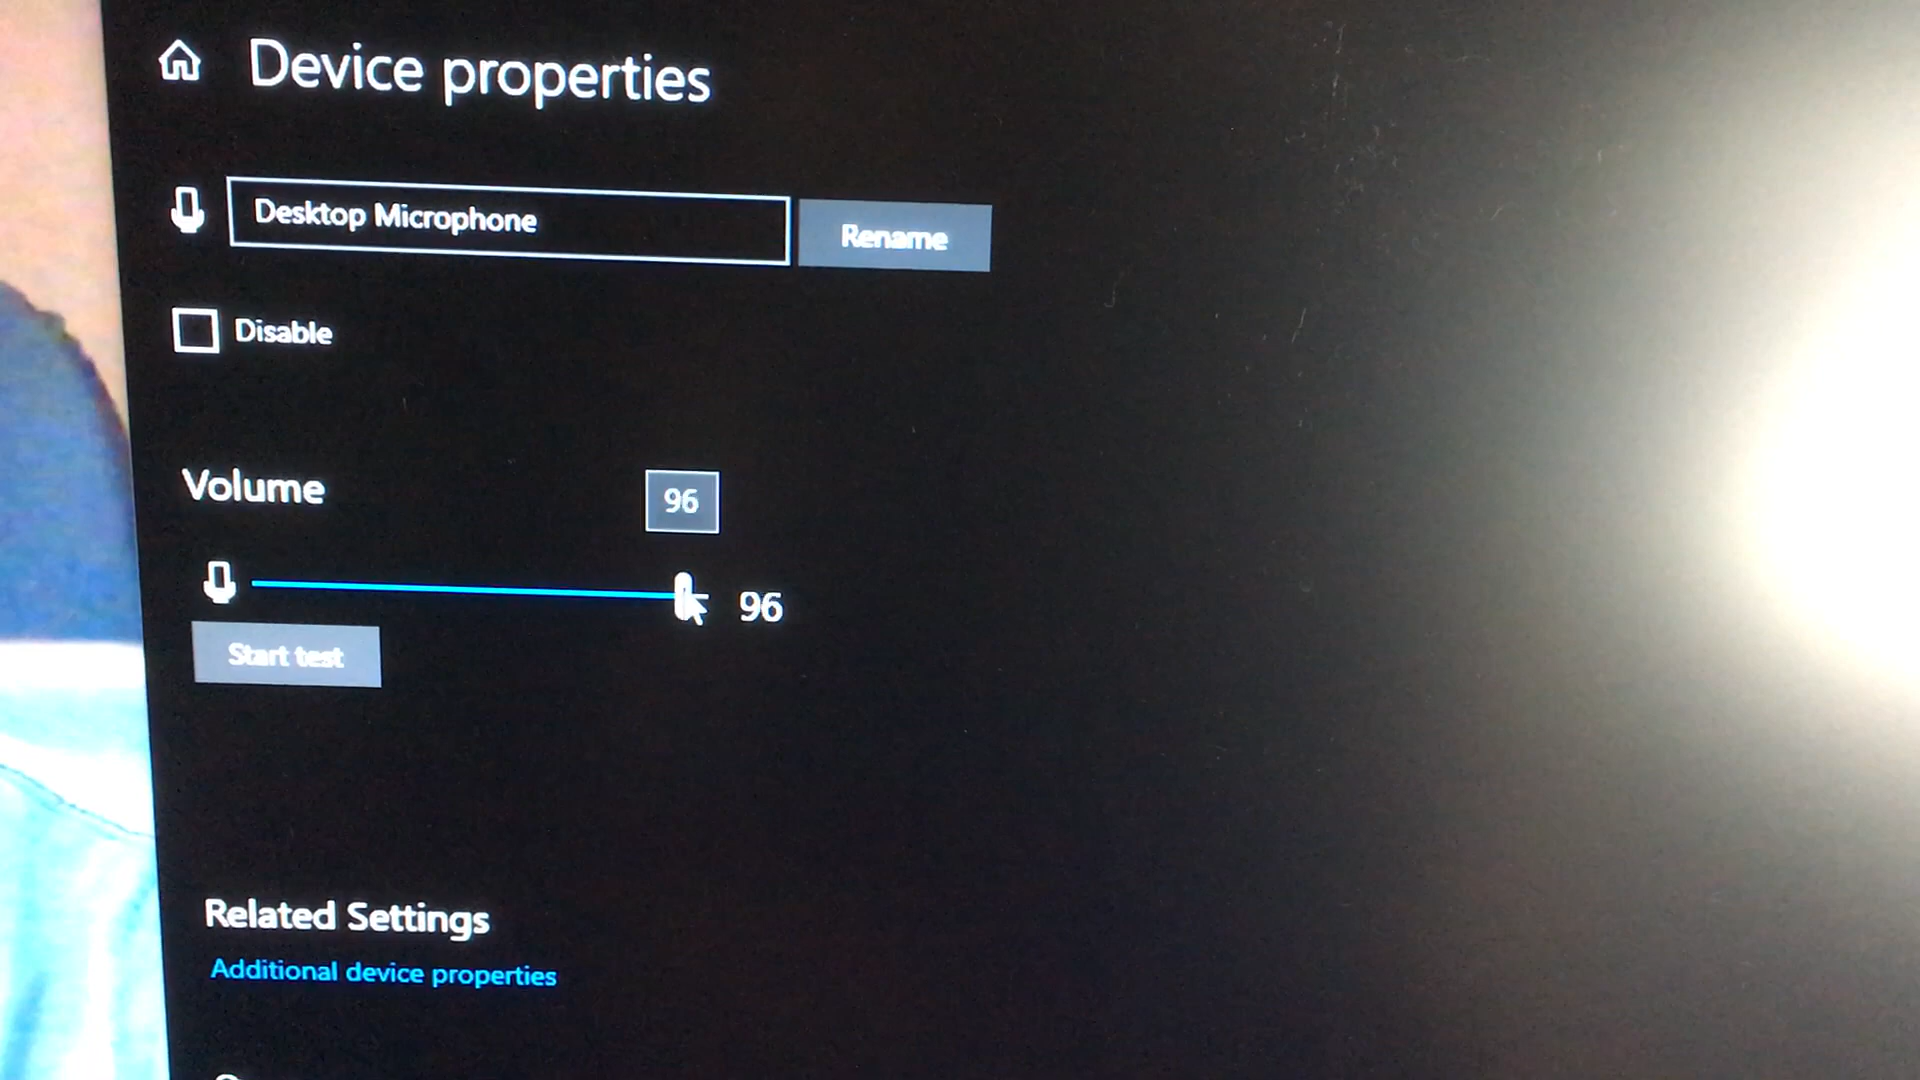 Device properties
Desktop Microphone
Rename
Disable
Volume
96
96
Start test
Related Settings
Additional device properties